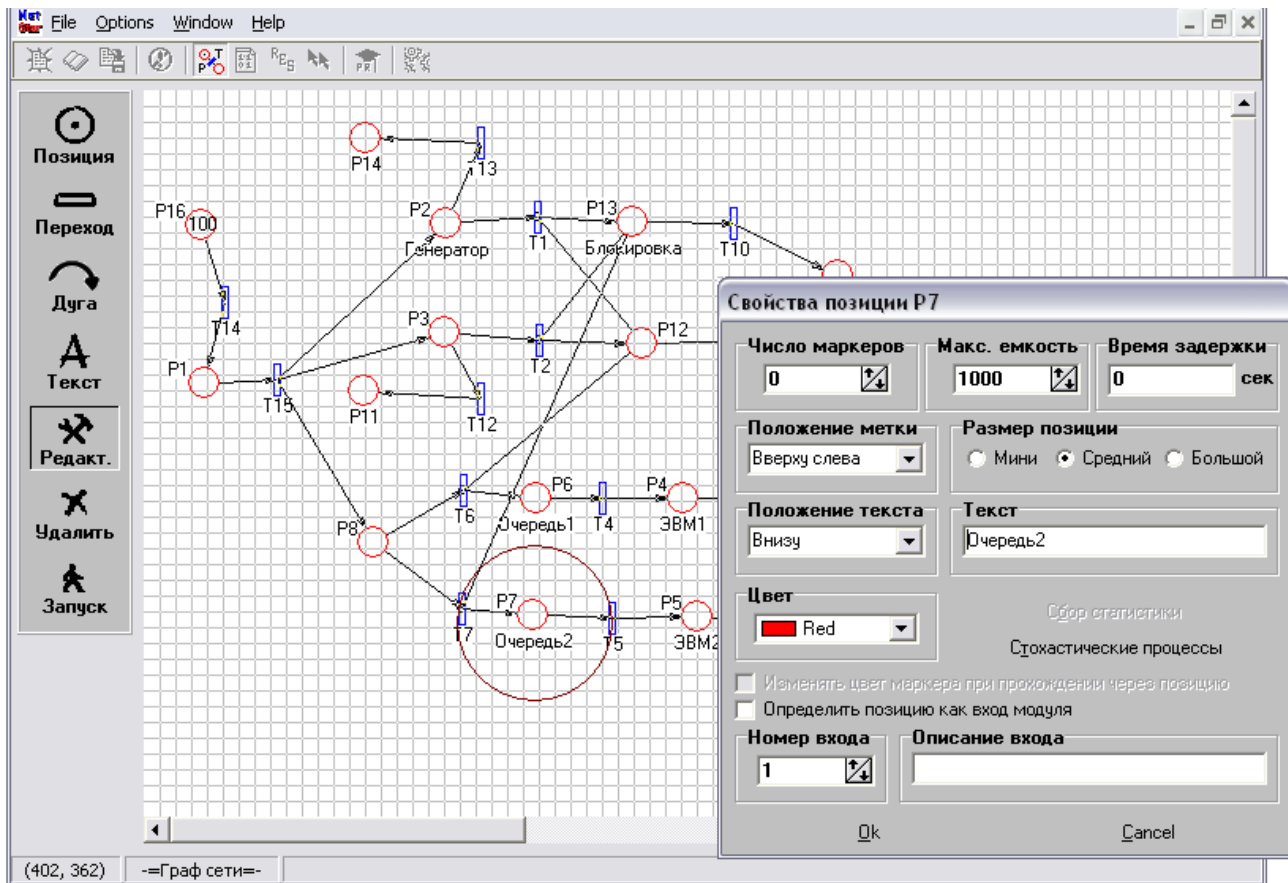 Net Star File Options Window Help
RES PRT
Позиция
Переход
Дуга
Текст
Редакт.
Удалить
Запуск
P14
T13
P16
100
P2
Генератор
T1
P13
Блокировка
T10
T14
P1
T15
P3
T2
P12
P11
T12
P8
T6
P6
Очередь1
T4
P4
ЭВМ1
T7
P7
Очередь2
T5
P5
ЭВМ2
Свойства позиции P7
Число маркеров
0
Макс. емкость
1000
Время задержки
0 сек
Положение метки
Вверху слева
Размер позиции
Мини Средний Большой
Положение текста
Внизу
Текст
Очередь2
Цвет
Red
Сбор статистики
Стохастические процессы
Изменять цвет маркера при прохождении через позицию
Определить позицию как вход модуля
Номер входа
1
Описание входа
Ok Cancel
(402, 362) -=Граф сети=-